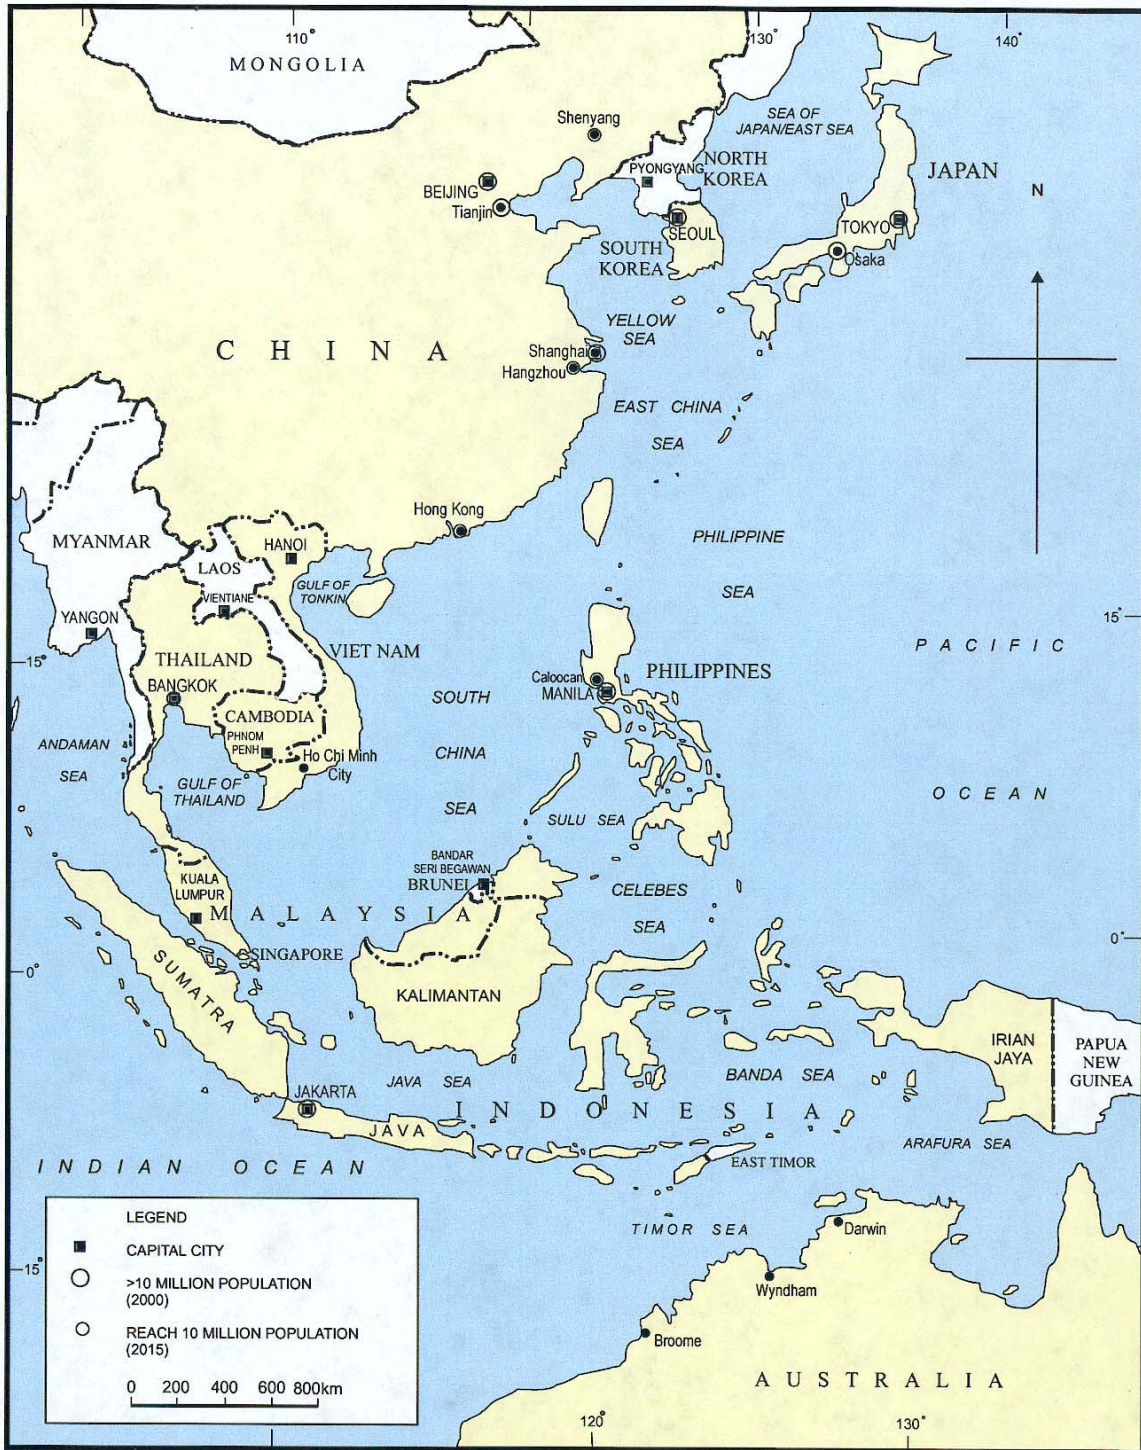 110°
130°
140°
MONGOLIA
Shenyang
SEA OF
JAPAN/EAST SEA
NORTH
KOREA
PYONGYANG
JAPAN
BEIJING
Tianjin
N
SEOUL
TOKYO
SOUTH
KOREA
Osaka
YELLOW
SEA
CHINA
Shanghai
Hangzhou
EAST CHINA
SEA
Hong Kong
MYANMAR
HANOI
LAOS
PHILIPPINE
SEA
GULF OF
TONKIN
VIENTIANE
YANGON
15°
15°
PACIFIC
OCEAN
VIET NAM
THAILAND
BANGKOK
Caloocan
MANILA
PHILIPPINES
SOUTH
CHINA
SEA
CAMBODIA
PHNOM
PENH
ANDAMAN
SEA
Ho Chi Minh
City
GULF OF
THAILAND
SULU SEA
BANDAR
SERI BEGAWAN
BRUNEI
KUALA
LUMPUR
CELEBES
SEA
MALAYSIA
0°
SINGAPORE
0°
SUMATRA
KALIMANTAN
IRIAN
JAYA
PAPUA
NEW
GUINEA
JAVA SEA
BANDA SEA
JAKARTA
INDONESIA
JAVA
ARAFURA SEA
INDIAN OCEAN
EAST TIMOR
TIMOR SEA
Darwin
15°
Wyndham
Broome
AUSTRALIA
LEGEND
CAPITAL CITY
>10 MILLION POPULATION
(2000)
REACH 10 MILLION POPULATION
(2015)
0 200 400 600 800km
120°
130°